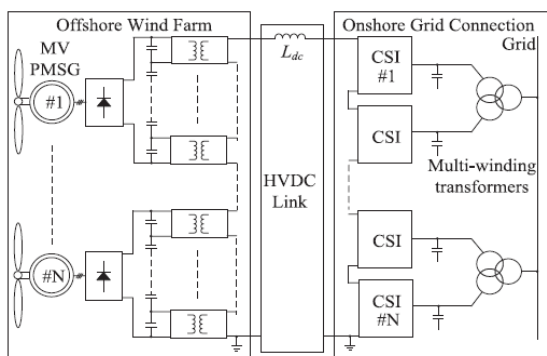 Offshore Wind Farm
MV
PMSG
#1
#N
L_dc
HVDC
Link
Onshore Grid Connection
Grid
CSI
#1
CSI
Multi-winding
transformers
CSI
CSI
#N